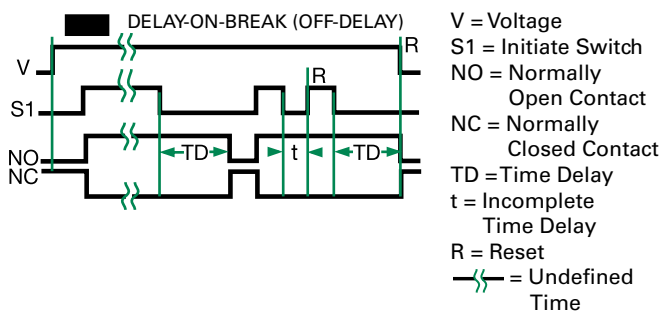 DELAY-ON-BREAK (OFF-DELAY)
V
R
S1
R
NO
NC
TD
t
TD
V = Voltage
S1 = Initiate Switch
NO = Normally
Open Contact
NC = Normally
Closed Contact
TD = Time Delay
t = Incomplete
Time Delay
R = Reset
= Undefined
Time